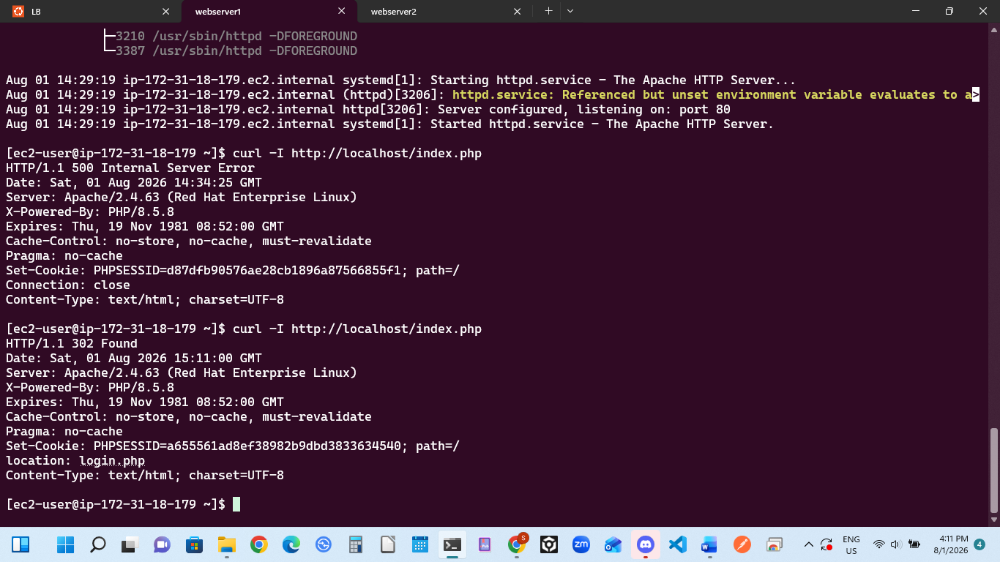 LB
webserver1
webserver2
├─3210 /usr/sbin/httpd -DFOREGROUND
└─3387 /usr/sbin/httpd -DFOREGROUND
Aug 01 14:29:19 ip-172-31-18-179.ec2.internal systemd[1]: Starting httpd.service - The Apache HTTP Server...
Aug 01 14:29:19 ip-172-31-18-179.ec2.internal (httpd)[3206]: httpd.service: Referenced but unset environment variable evaluates to a>
Aug 01 14:29:19 ip-172-31-18-179.ec2.internal httpd[3206]: Server configured, listening on: port 80
Aug 01 14:29:19 ip-172-31-18-179.ec2.internal systemd[1]: Started httpd.service - The Apache HTTP Server.
[ec2-user@ip-172-31-18-179 ~]$ curl -I http://localhost/index.php
HTTP/1.1 500 Internal Server Error
Date: Sat, 01 Aug 2026 14:34:25 GMT
Server: Apache/2.4.63 (Red Hat Enterprise Linux)
X-Powered-By: PHP/8.5.8
Expires: Thu, 19 Nov 1981 08:52:00 GMT
Cache-Control: no-store, no-cache, must-revalidate
Pragma: no-cache
Set-Cookie: PHPSESSID=d87dfb90576ae28cb1896a87566855f1; path=/
Connection: close
Content-Type: text/html; charset=UTF-8
[ec2-user@ip-172-31-18-179 ~]$ curl -I http://localhost/index.php
HTTP/1.1 302 Found
Date: Sat, 01 Aug 2026 15:11:00 GMT
Server: Apache/2.4.63 (Red Hat Enterprise Linux)
X-Powered-By: PHP/8.5.8
Expires: Thu, 19 Nov 1981 08:52:00 GMT
Cache-Control: no-store, no-cache, must-revalidate
Pragma: no-cache
Set-Cookie: PHPSESSID=a655561ad8ef38982b9dbd3833634540; path=/
location: login.php
Content-Type: text/html; charset=UTF-8
[ec2-user@ip-172-31-18-179 ~]$
S
zm
ENG
US
4:11 PM
8/1/2026
4